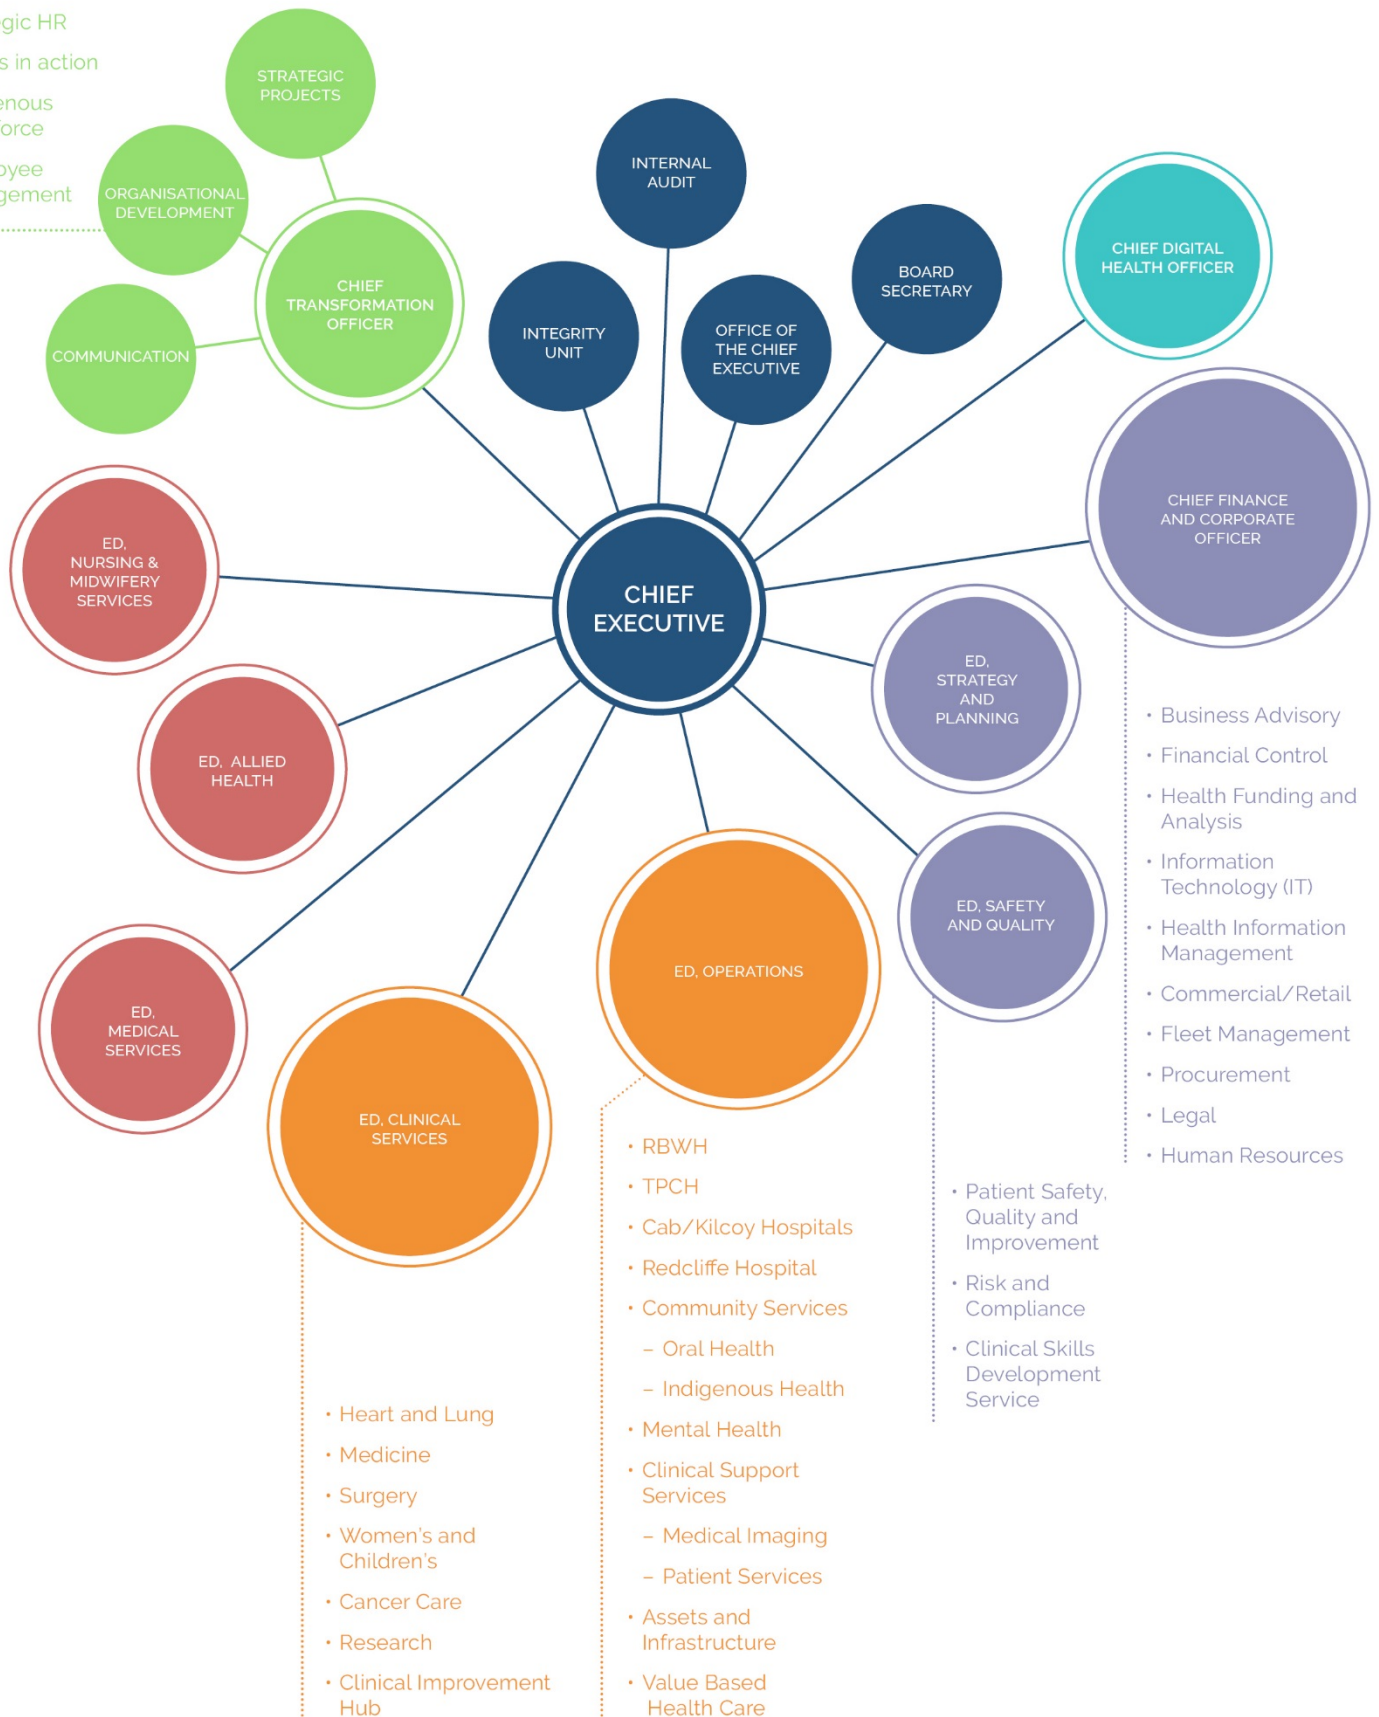 in action
STRATEGIC
PROJECTS
ORGANISATIONAL
DEVELOPMENT
COMMUNICATION
CHIEF
TRANSFORMATION
OFFICER
INTERNAL
AUDIT
INTEGRITY
UNIT
OFFICE OF
THE CHIEF
EXECUTIVE
BOARD
SECRETARY
CHIEF DIGITAL
HEALTH OFFICER
CHIEF FINANCE
AND CORPORATE
OFFICER
• Business Advisory
• Financial Control
• Health Funding and
Analysis
• Information
Technology (IT)
• Health Information
Management
• Commercial/Retail
• Fleet Management
• Procurement
• Legal
• Human Resources
CHIEF
EXECUTIVE
ED,
NURSING &
MIDWIFERY
SERVICES
ED, ALLIED
HEALTH
ED,
MEDICAL
SERVICES
ED,
STRATEGY
AND
PLANNING
ED, SAFETY
AND QUALITY
• Patient Safety,
Quality and
Improvement
• Risk and
Compliance
• Clinical Skills
Development
Service
ED, OPERATIONS
• RBWH
• TPCH
• Cab/Kilcoy Hospitals
• Redcliffe Hospital
• Community Services
– Oral Health
– Indigenous Health
• Mental Health
• Clinical Support
Services
– Medical Imaging
– Patient Services
• Assets and
Infrastructure
• Value Based
Health Care
ED, CLINICAL
SERVICES
• Heart and Lung
• Medicine
• Surgery
• Women's and
Children's
• Cancer Care
• Research
• Clinical Improvement
Hub